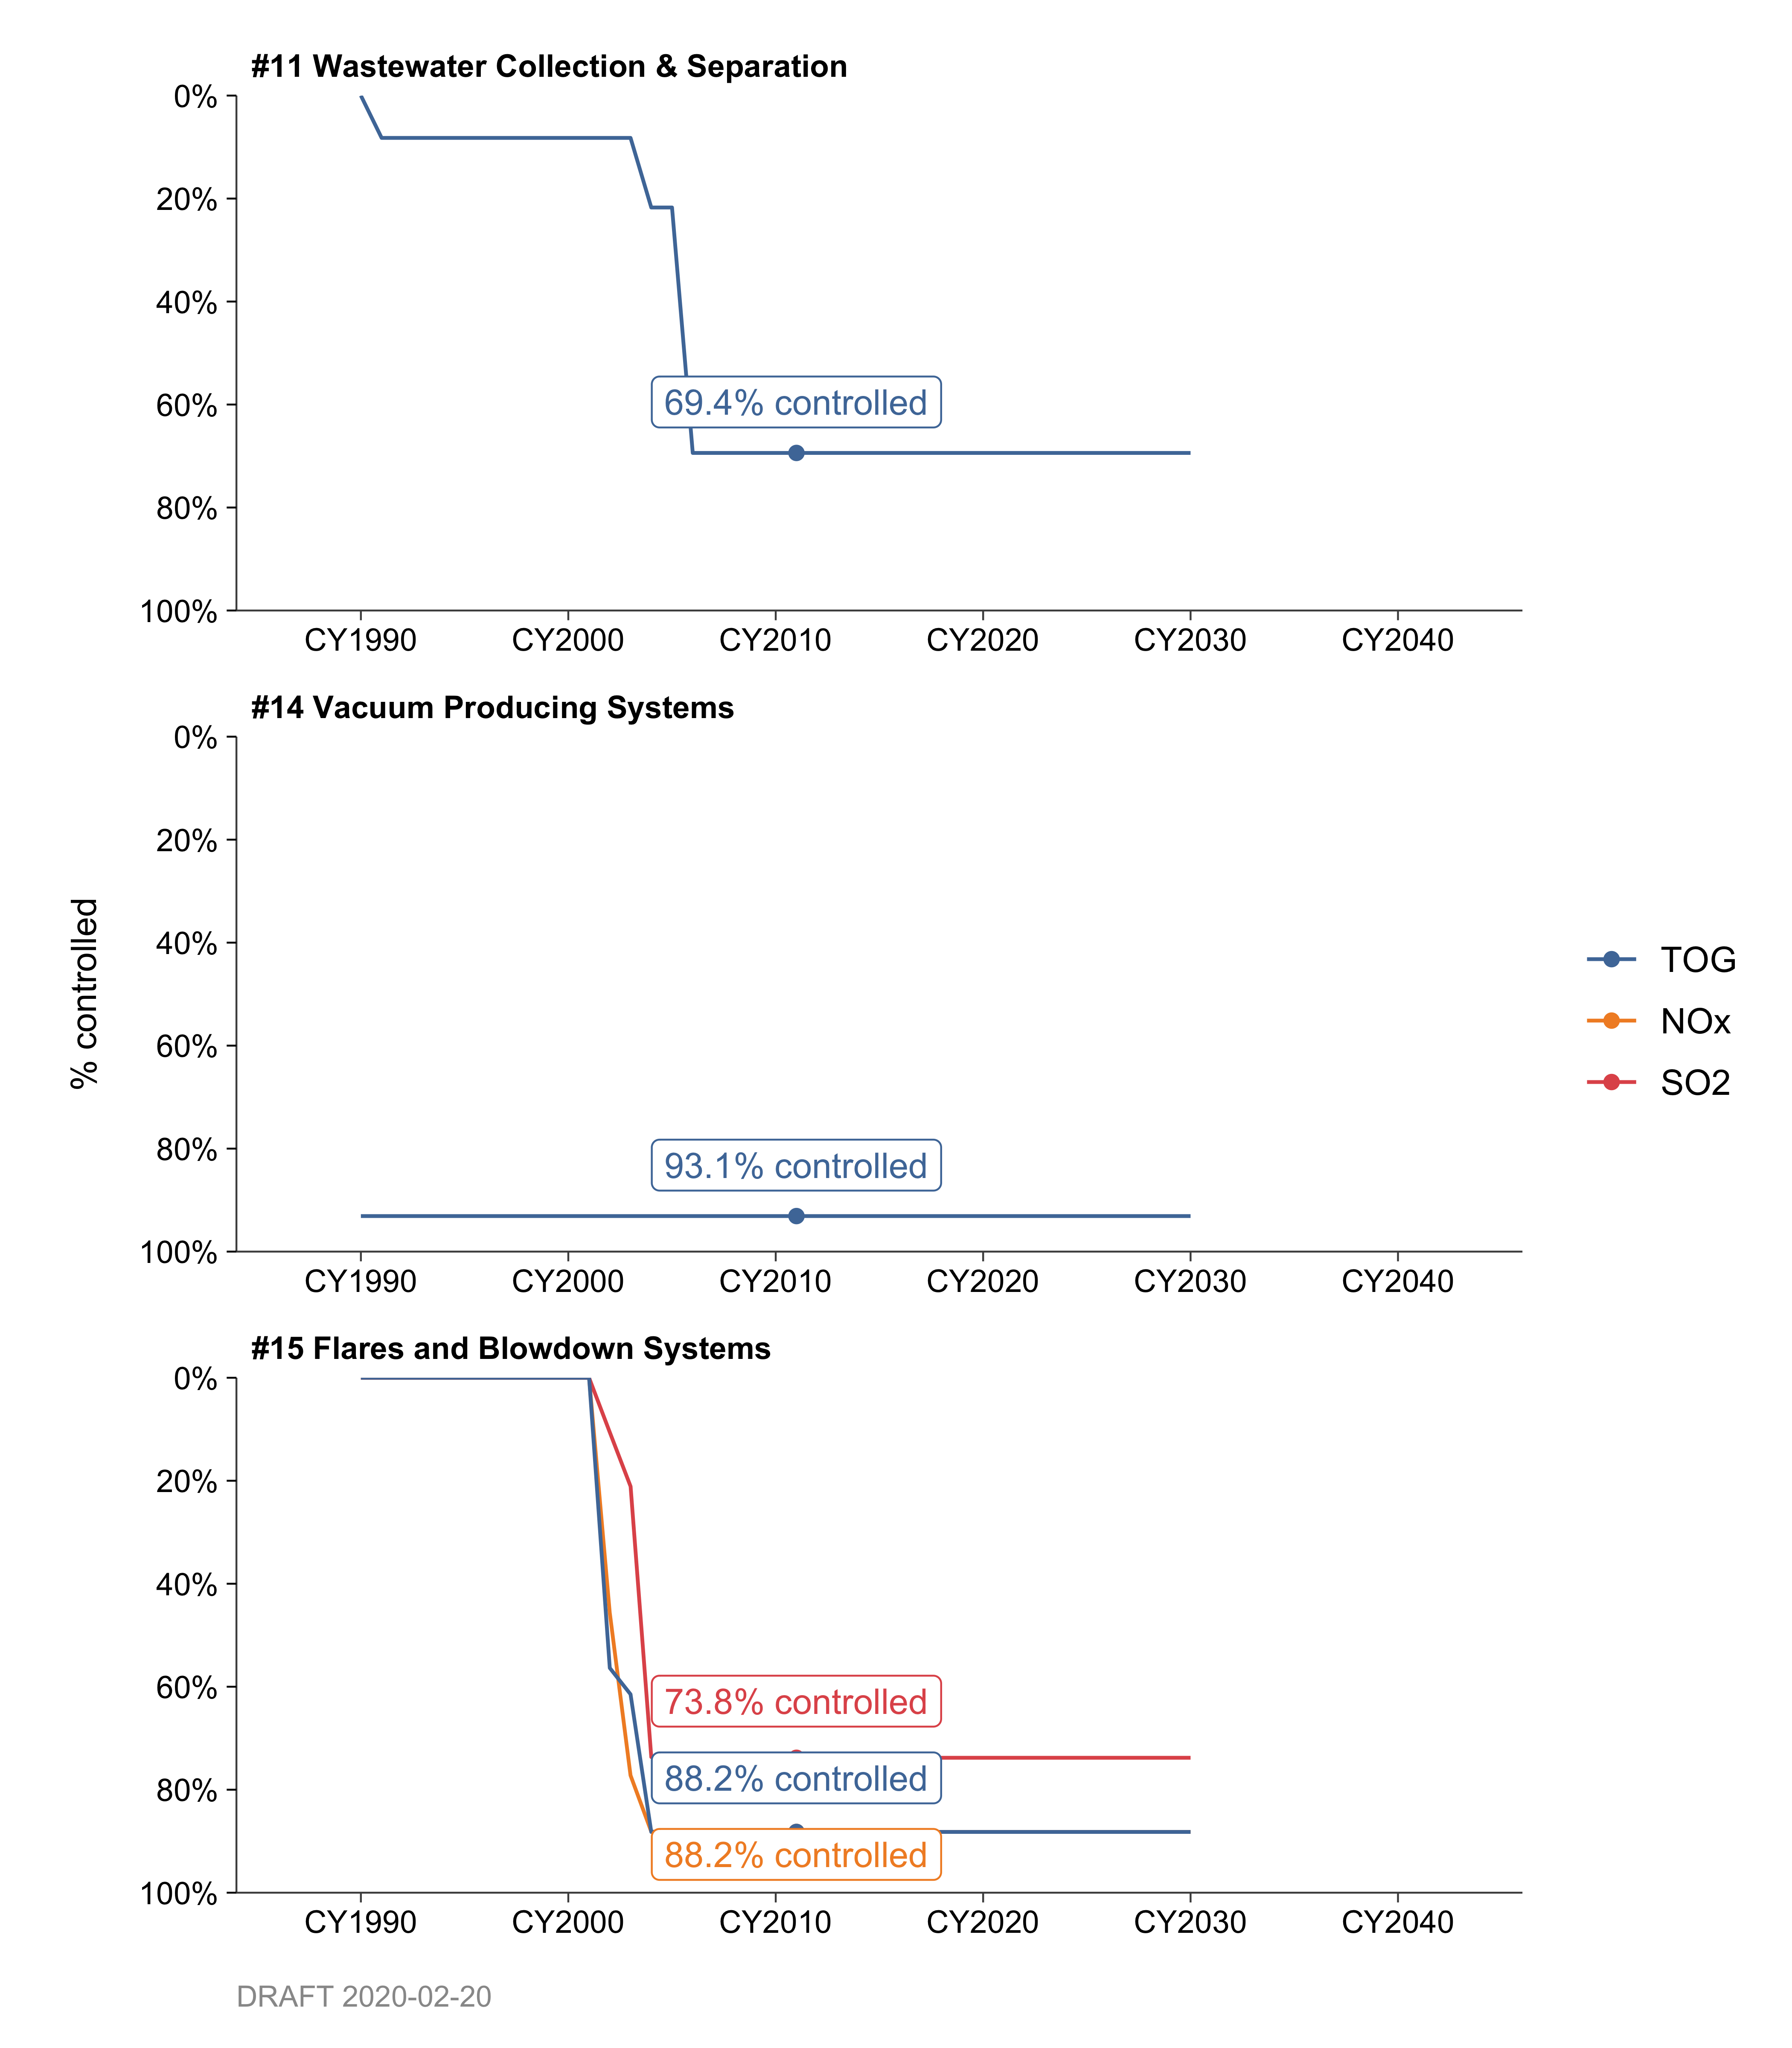 #11 Wastewater Collection & Separation
0%
20%
40%
60%
80%
100%
69.4% controlled
CY1990 CY2000 CY2010 CY2020 CY2030 CY2040
#14 Vacuum Producing Systems
0%
20%
40%
60%
80%
100%
93.1% controlled
CY1990 CY2000 CY2010 CY2020 CY2030 CY2040
% controlled
TOG
NOx
SO2
#15 Flares and Blowdown Systems
0%
20%
40%
60%
80%
100%
73.8% controlled
88.2% controlled
88.2% controlled
CY1990 CY2000 CY2010 CY2020 CY2030 CY2040
DRAFT 2020-02-20